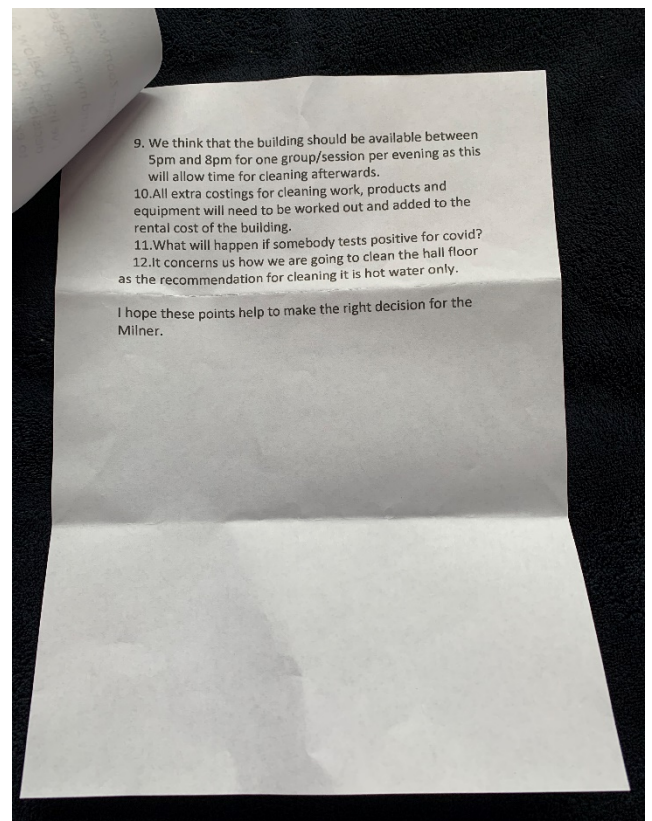 9. We think that the building should be available between
5pm and 8pm for one group/session per evening as this
will allow time for cleaning afterwards.
10.All extra costings for cleaning work, products and
equipment will need to be worked out and added to the
rental cost of the building.
11.What will happen if somebody tests positive for covid?
12.It concerns us how we are going to clean the hall floor
as the recommendation for cleaning it is hot water only.
I hope these points help to make the right decision for the
Milner.